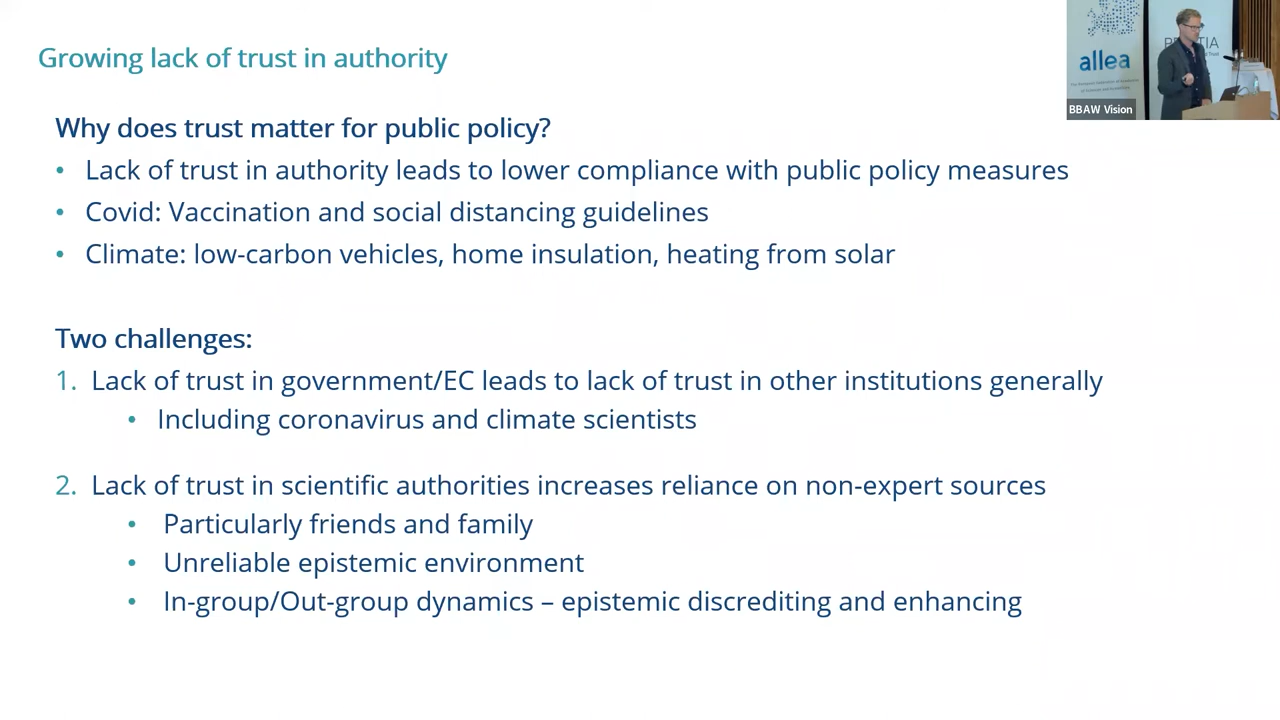 Growing lack of trust in authority
allea
BBAW Vision
Why does trust matter for public policy?
• Lack of trust in authority leads to lower compliance with public policy measures
• Covid: Vaccination and social distancing guidelines
• Climate: low-carbon vehicles, home insulation, heating from solar
Two challenges:
1. Lack of trust in government/EC leads to lack of trust in other institutions generally
• Including coronavirus and climate scientists
2. Lack of trust in scientific authorities increases reliance on non-expert sources
• Particularly friends and family
• Unreliable epistemic environment
• In-group/Out-group dynamics – epistemic discrediting and enhancing